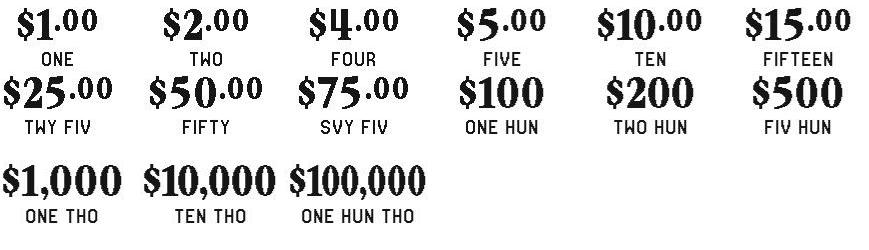 $1.00 $2.00 $4.00 $5.00 $10.00 $15.00
ONE TWO FOUR FIVE TEN FIFTEEN
$25.00 $50.00 $75.00 $100 $200 $500
TWY FIV FIFTY SVY FIV ONE HUN TWO HUN FIV HUN
$1,000 $10,000 $100,000
ONE THO TEN THO ONE HUN THO